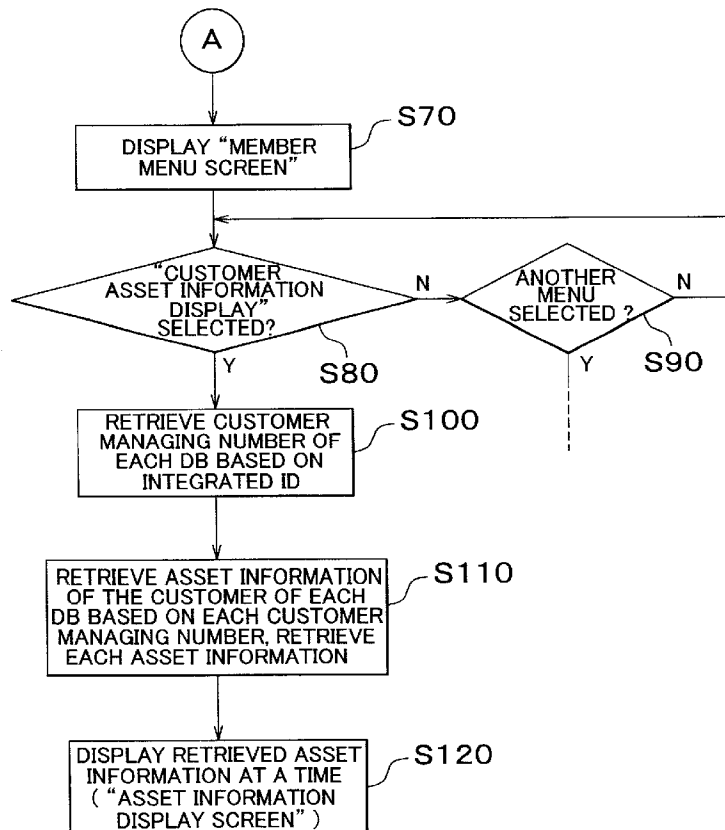 A
S70
DISPLAY “MEMBER
MENU SCREEN”
“CUSTOMER
ASSET INFORMATION
DISPLAY”
SELECTED?
N
Y
S80
ANOTHER
MENU
SELECTED ?
N
Y
S90
S100
RETRIEVE CUSTOMER
MANAGING NUMBER OF
EACH DB BASED ON
INTEGRATED ID
S110
RETRIEVE ASSET INFORMATION
OF THE CUSTOMER OF EACH
DB BASED ON EACH CUSTOMER
MANAGING NUMBER, RETRIEVE
EACH ASSET INFORMATION
S120
DISPLAY RETRIEVED ASSET
INFORMATION AT A TIME
( “ASSET INFORMATION
DISPLAY SCREEN” )